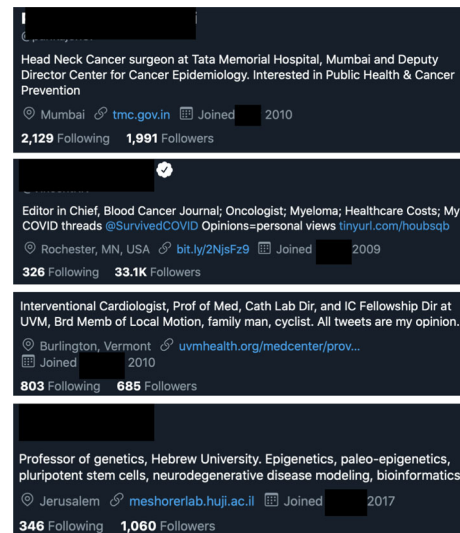 Head Neck Cancer surgeon at Tata Memorial Hospital, Mumbai and Deputy
Director Center for Cancer Epidemiology. Interested in Public Health & Cancer
Prevention
Mumbai tmc.gov.in Joined 2010
2,129 Following 1,991 Followers
Editor in Chief, Blood Cancer Journal; Oncologist; Myeloma; Healthcare Costs; My
COVID threads @SurvivedCOVID Opinions=personal views tinyurl.com/houbsqb
Rochester, MN, USA bit.ly/2NjsFz9 Joined 2009
326 Following 33.1K Followers
Interventional Cardiologist, Prof of Med, Cath Lab Dir, and IC Fellowship Dir at
UVM, Brd Memb of Local Motion, family man, cyclist. All tweets are my opinion.
Burlington, Vermont uvmhealth.org/medcenter/prov...
Joined 2010
803 Following 685 Followers
Professor of genetics, Hebrew University. Epigenetics, paleo-epigenetics,
pluripotent stem cells, neurodegenerative disease modeling, bioinformatics
Jerusalem meshorerlab.huji.ac.il Joined 2017
346 Following 1,060 Followers